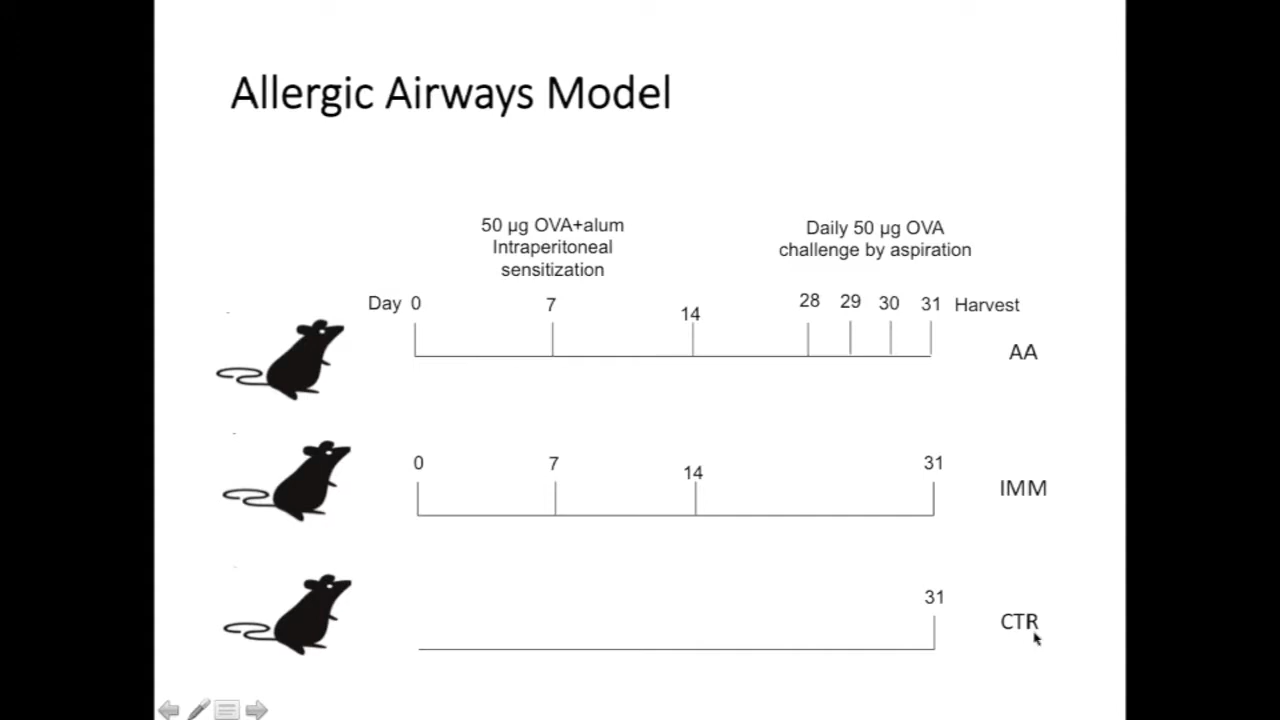 Allergic Airways Model
50 µg OVA+alum
Intraperitoneal
sensitization
Daily 50 µg OVA
challenge by aspiration
Day 0 7 14 28 29 30 31 Harvest
AA
0 7 14 31
IMM
31
CTR